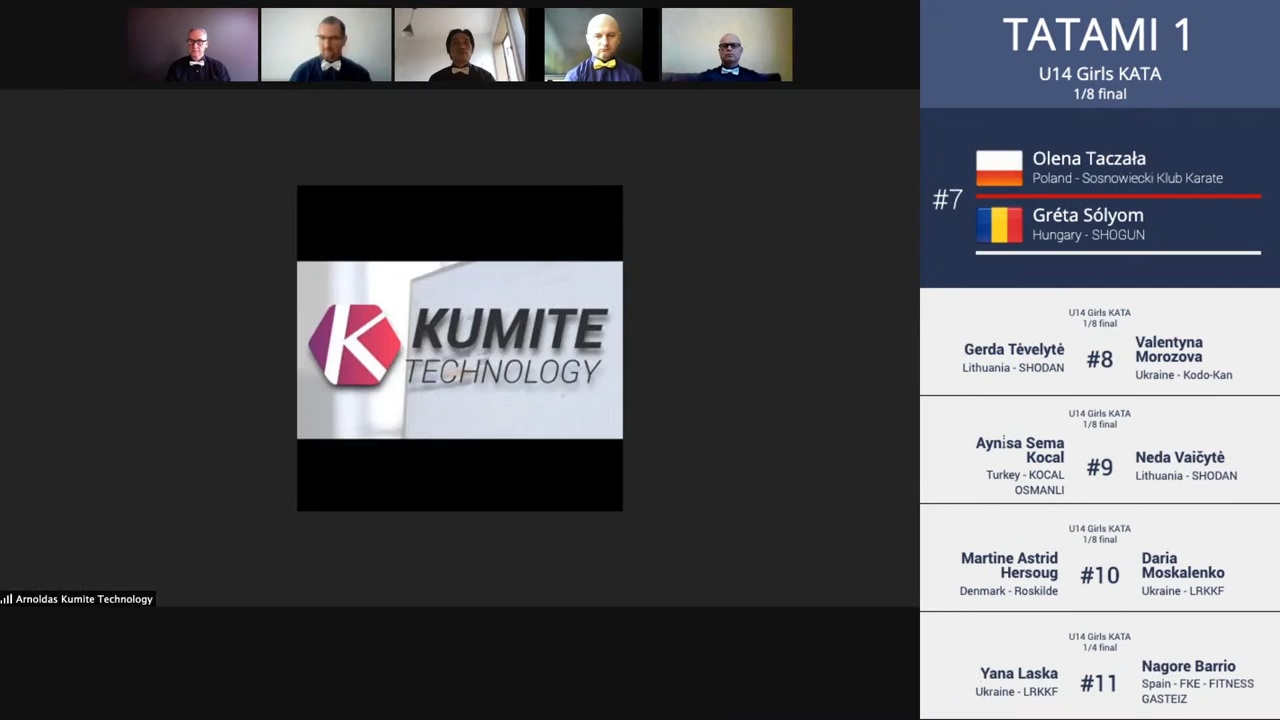 TATAMI 1
U14 Girls KATA
1/8 final
#7
Olena Taczała
Poland - Sosnowiecki Klub Karate
Gréta Sólyom
Hungary - SHOGUN
KUMITE
TECHNOLOGY
Arnoldas Kumite Technology
U14 Girls KATA
1/8 final
Gerda Tėvelytė
Lithuania - SHODAN
#8
Valentyna
Morozova
Ukraine - Kodo-Kan
U14 Girls KATA
1/8 final
Ayni̇sa Sema
Kocal
Turkey - KOCAL
OSMANLI
#9
Neda Vaičytė
Lithuania - SHODAN
U14 Girls KATA
1/8 final
Martine Astrid
Hersoug
Denmark - Roskilde
#10
Daria
Moskalenko
Ukraine - LRKKF
U14 Girls KATA
1/4 final
Yana Laska
Ukraine - LRKKF
#11
Nagore Barrio
Spain - FKE - FITNESS
GASTEIZ